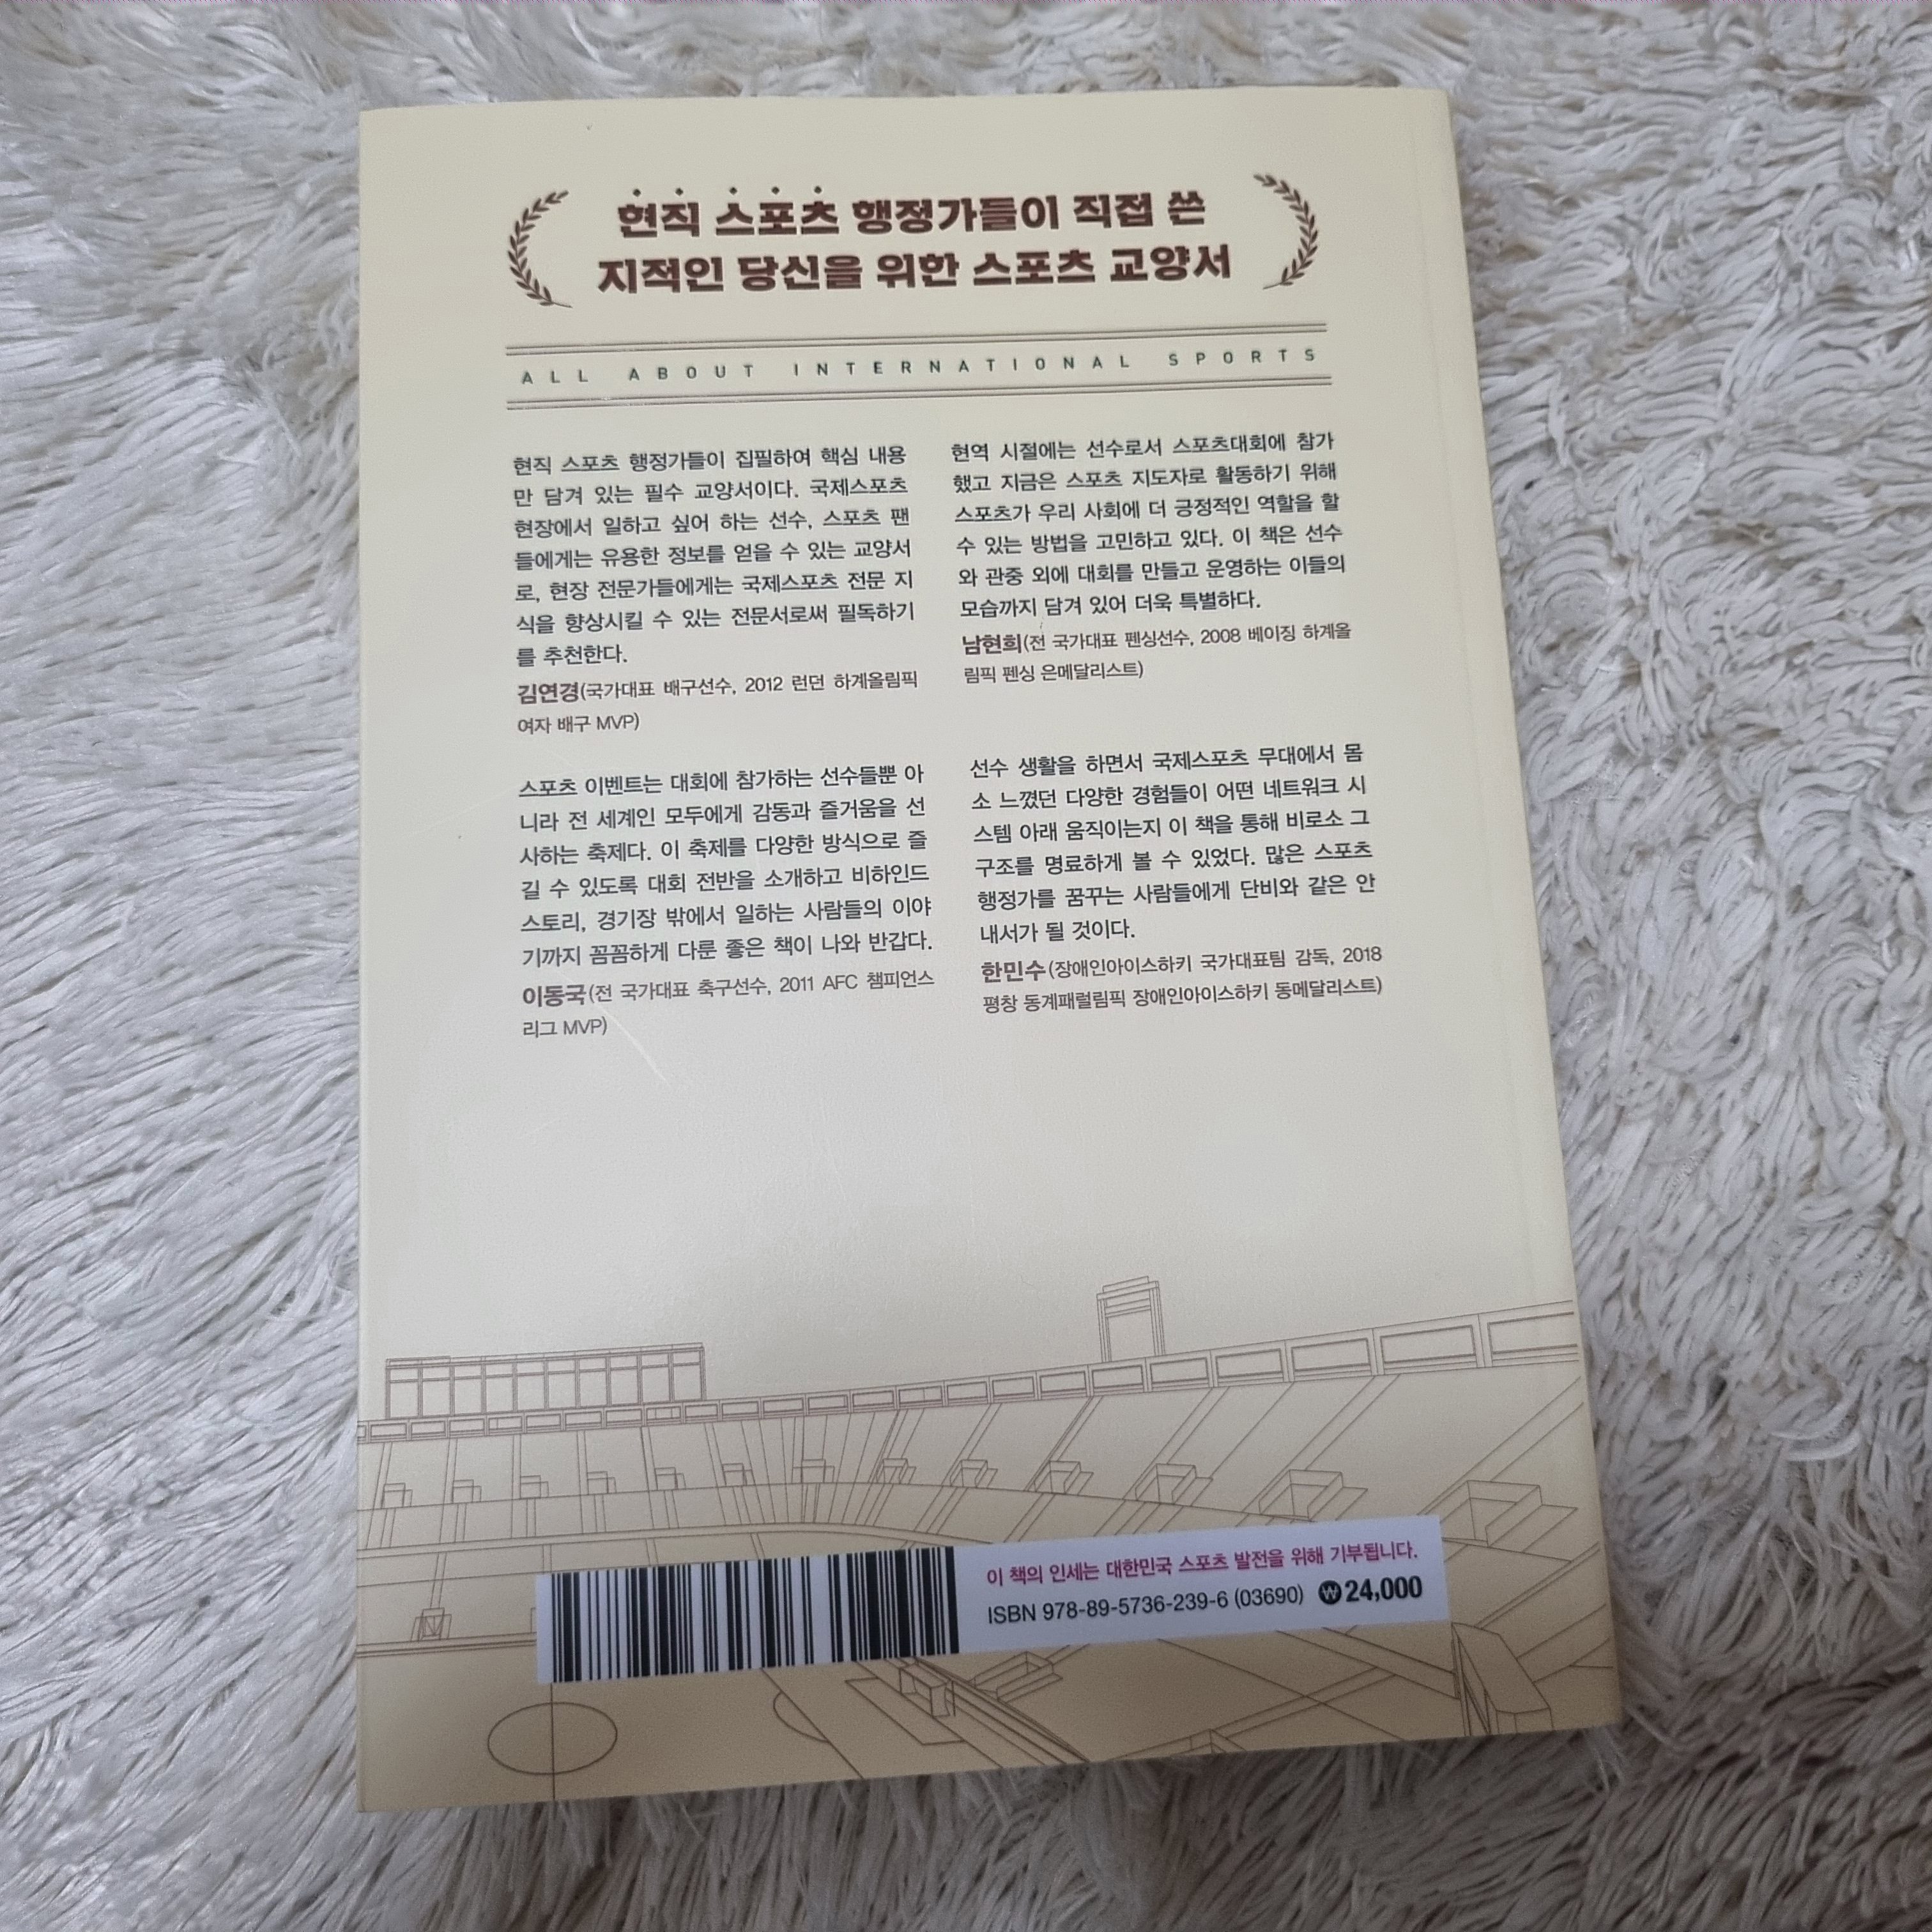 현직 스포츠 행정가들이 직접 쓴
지적인 당신을 위한 스포츠 교양서
ALL ABOUT INTERNATIONAL SPORTS
현직 스포츠 행정가들이 집필하여 핵심 내용
만 담겨 있는 필수 교양서이다. 국제스포츠
현장에서 일하고 싶어 하는 선수, 스포츠 팬
들에게는 유용한 정보를 얻을 수 있는 교양서
로, 현장 전문가들에게는 국제스포츠 전문 지
식을 향상시킬 수 있는 전문서로써 필독하기
를 추천한다.
김연경(국가대표 배구선수, 2012 런던 하계올림픽
여자 배구 MVP)
스포츠 이벤트는 대회에 참가하는 선수들뿐 아
니라 전 세계인 모두에게 감동과 즐거움을 선
사하는 축제다. 이 축제를 다양한 방식으로 즐
길 수 있도록 대회 전반을 소개하고 비하인드
스토리, 경기장 밖에서 일하는 사람들의 이야
기까지 꼼꼼하게 다룬 좋은 책이 나와 반갑다.
이동국(전 국가대표 축구선수, 2011 AFC 챔피언스
리그 MVP)
현역 시절에는 선수로서 스포츠대회에 참가
했고 지금은 스포츠 지도자로 활동하기 위해
스포츠가 우리 사회에 더 긍정적인 역할을 할
수 있는 방법을 고민하고 있다. 이 책은 선수
와 관중 외에 대회를 만들고 운영하는 이들의
모습까지 담겨 있어 더욱 특별하다.
남현희(전 국가대표 펜싱선수, 2008 베이징 하계올
림픽 펜싱 은메달리스트)
선수 생활을 하면서 국제스포츠 무대에서 몸
소 느꼈던 다양한 경험들이 어떤 네트워크 시
스템 아래 움직이는지 이 책을 통해 비로소 그
구조를 명료하게 볼 수 있었다. 많은 스포츠
행정가를 꿈꾸는 사람들에게 단비와 같은 안
내서가 될 것이다.
한민수(장애인아이스하키 국가대표팀 감독, 2018
평창 동계패럴림픽 장애인아이스하키 동메달리스트)
이 책의 인세는 대한민국 스포츠 발전을 위해 기부됩니다.
ISBN 978-89-5736-239-6 (03690) ₩24,000